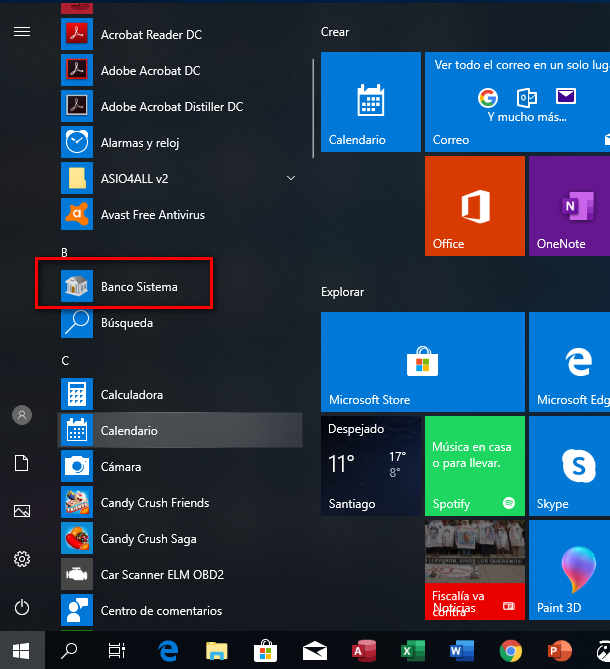 Acrobat Reader DC
Adobe Acrobat DC
Adobe Acrobat Distiller DC
Alarmas y reloj
ASIO4ALL v2
Avast Free Antivirus
B
Banco Sistema
Búsqueda
C
Calculadora
Calendario
Cámara
Candy Crush Friends
Candy Crush Saga
Car Scanner ELM OBD2
Centro de comentarios
Crear
Calendario
Ver todo el correo en un solo luga
Y mucho más...
Correo
Office
N
OneNote
Explorar
Microsoft Store
Microsoft Edg
Despejado
11°
17°
8°
Santiago
Música en casa
o para llevar.
Spotify
S
Skype
Fiscalía va
contra
Noticias
Paint 3D
A
X
W
P